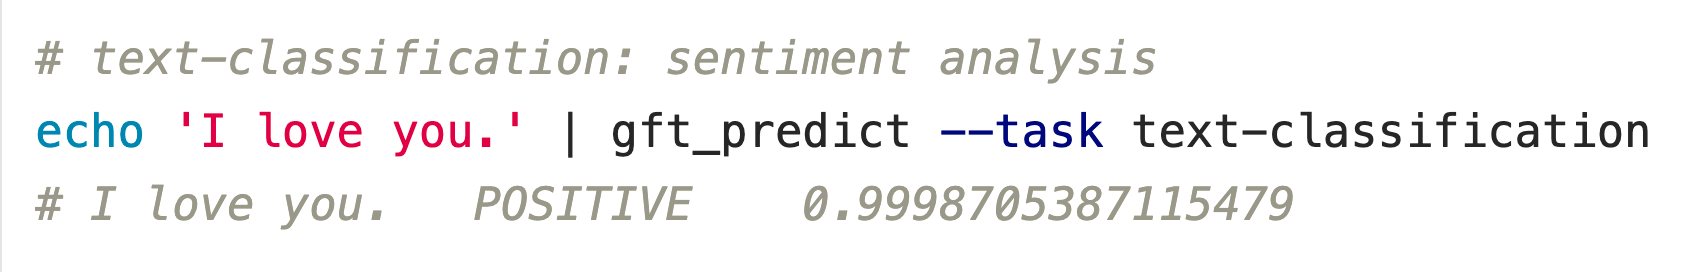 # text-classification: sentiment analysis
echo 'I love you.' | gft_predict --task text-classification
# I love you.   POSITIVE    0.9998705387115479